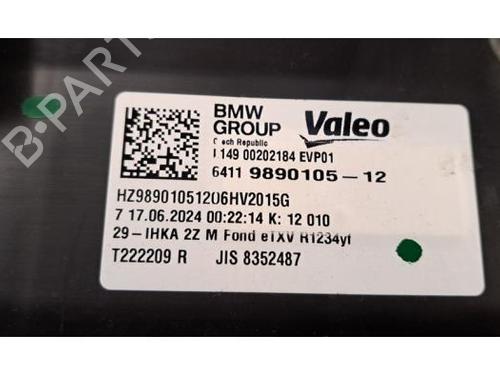 BMW
GROUP Valeo
Czech Republic
149 00202184 EVP01
6411 9890105-12
HZ98901051206HV2015G
7 17.06.2024 00:22:14 K: 12 010
29-IHKA 2Z M Fond eTXV R1234yf
T222209 R JIS 8352487
B-PARTS